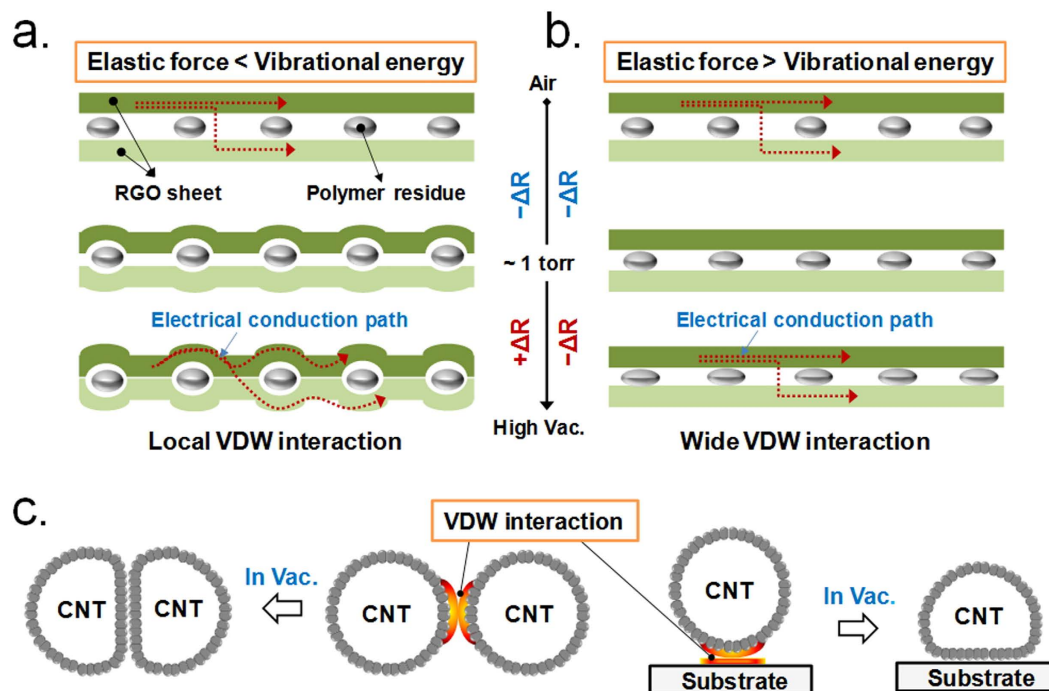 a.
Elastic force < Vibrational energy
RGO sheet
Polymer residue
Electrical conduction path
Local VDW interaction
Air
−ΔR
−ΔR
~ 1 torr
+ΔR
−ΔR
High Vac.
b.
Elastic force > Vibrational energy
Electrical conduction path
Wide VDW interaction
c.
VDW interaction
CNT
CNT
In Vac.
CNT
CNT
CNT
Substrate
In Vac.
CNT
Substrate